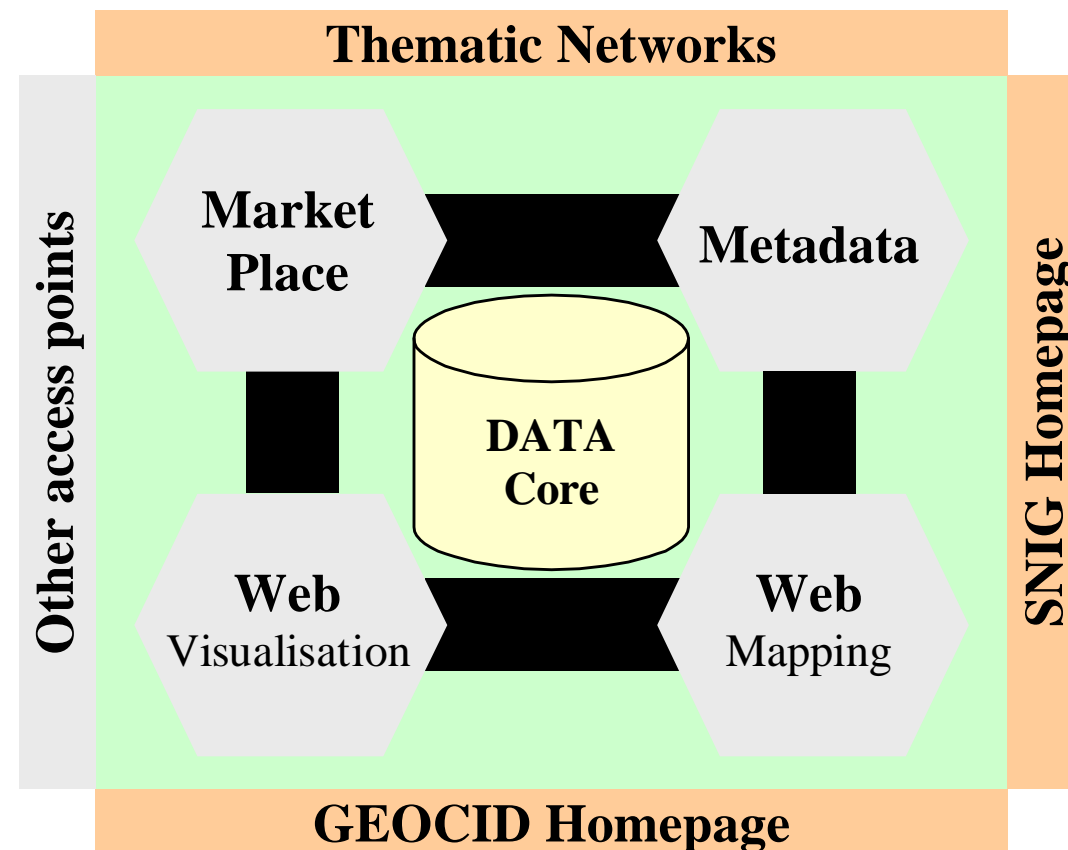 Thematic Networks
Other access points
Market
Place
Metadata
SNIG Homepage
DATA
Core
Web
Visualisation
Web
Mapping
GEOCID Homepage